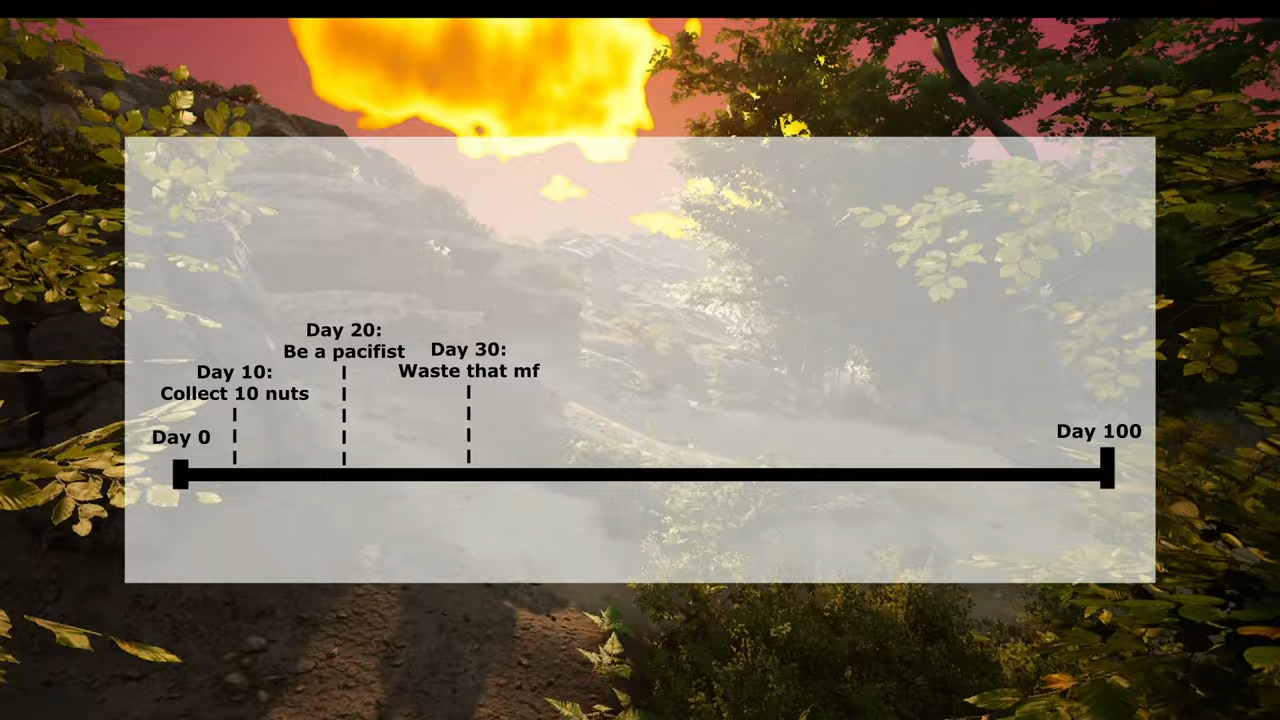 Day 0
Day 10:
Collect 10 nuts
Day 20:
Be a pacifist
Day 30:
Waste that mf
Day 100